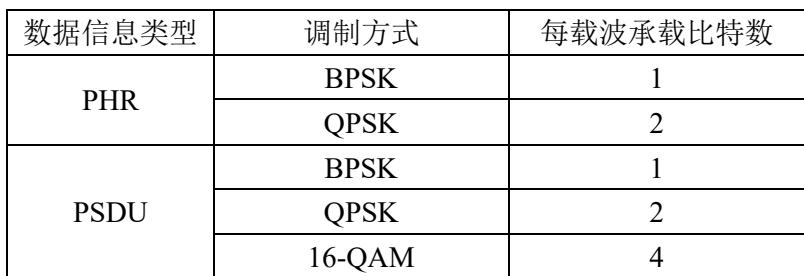 数据信息类型 调制方式 每载波承载比特数
PHR BPSK 1
QPSK 2
PSDU BPSK 1
QPSK 2
16-QAM 4